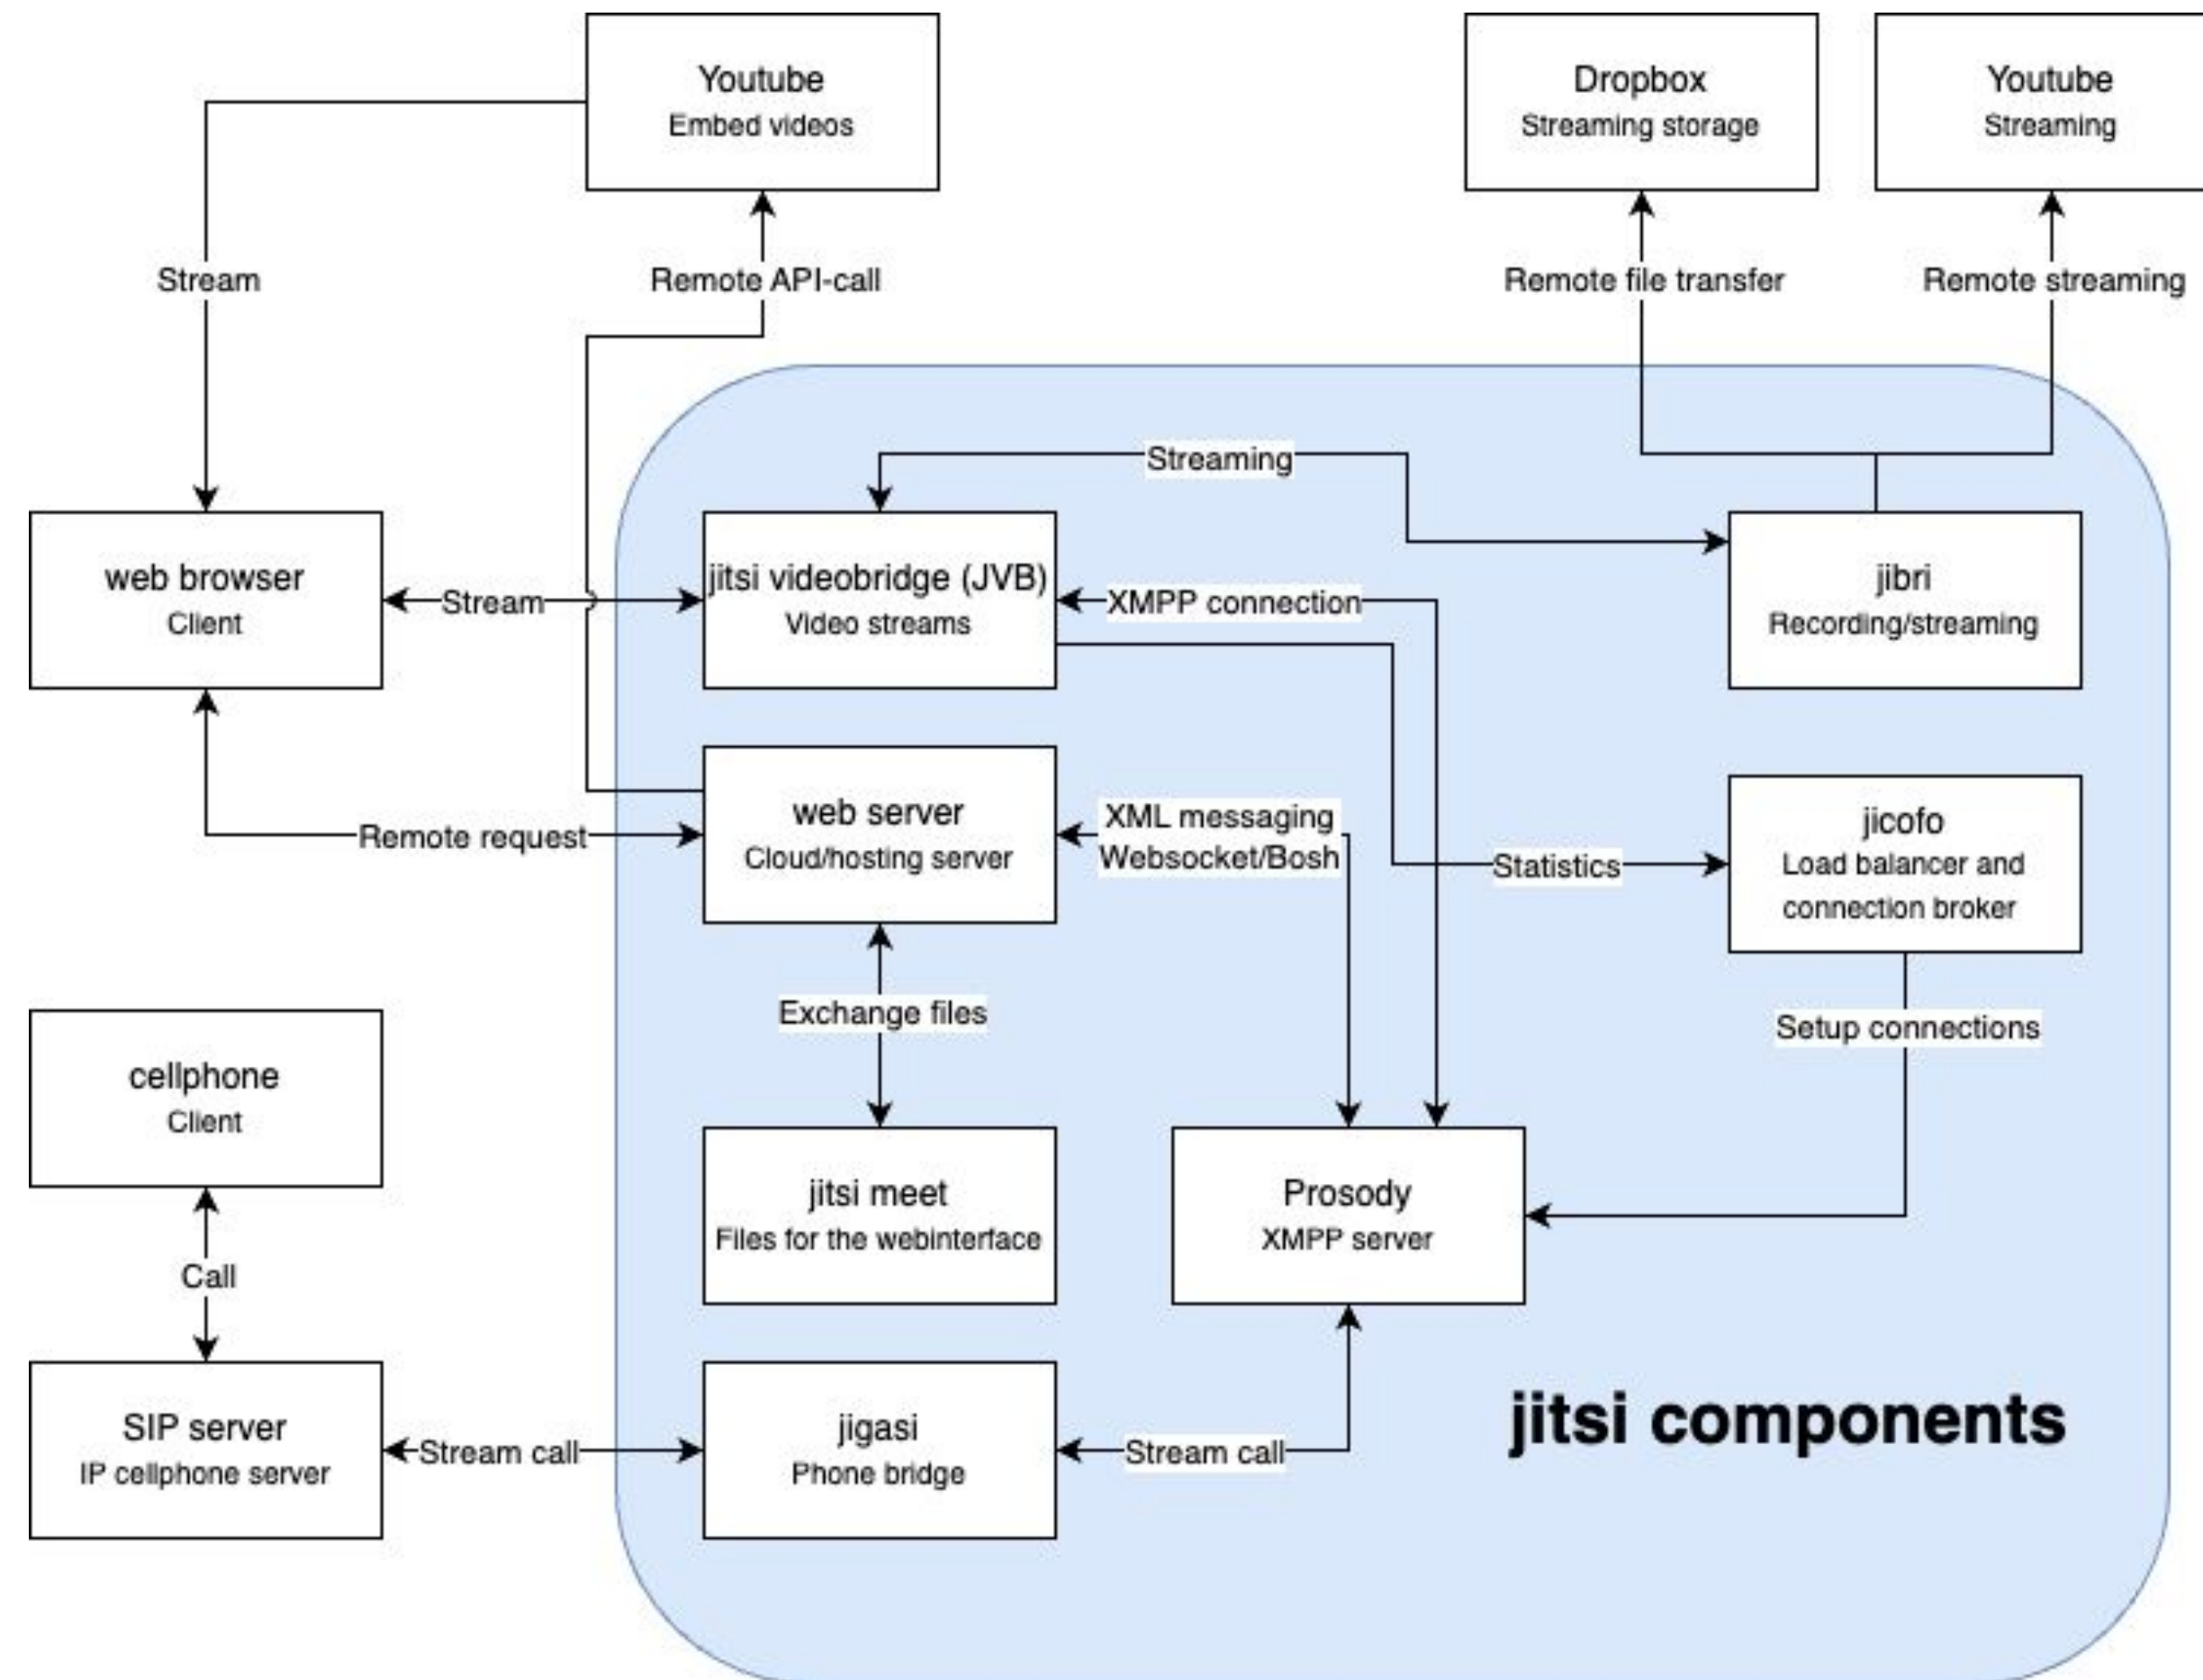 Youtube
Embed videos
Dropbox
Streaming storage
Youtube
Streaming
Stream
Remote API-call
Remote file transfer
Remote streaming
Streaming
web browser
Client
Stream
jitsi videobridge (JVB)
Video streams
XMPP connection
jibri
Recording/streaming
Remote request
web server
Cloud/hosting server
XML messaging
Websocket/Bosh
Statistics
jicofo
Load balancer and
connection broker
Exchange files
Setup connections
cellphone
Client
jitsi meet
Files for the webinterface
Prosody
XMPP server
Call
SIP server
IP cellphone server
Stream call
jigasi
Phone bridge
Stream call
jitsi components